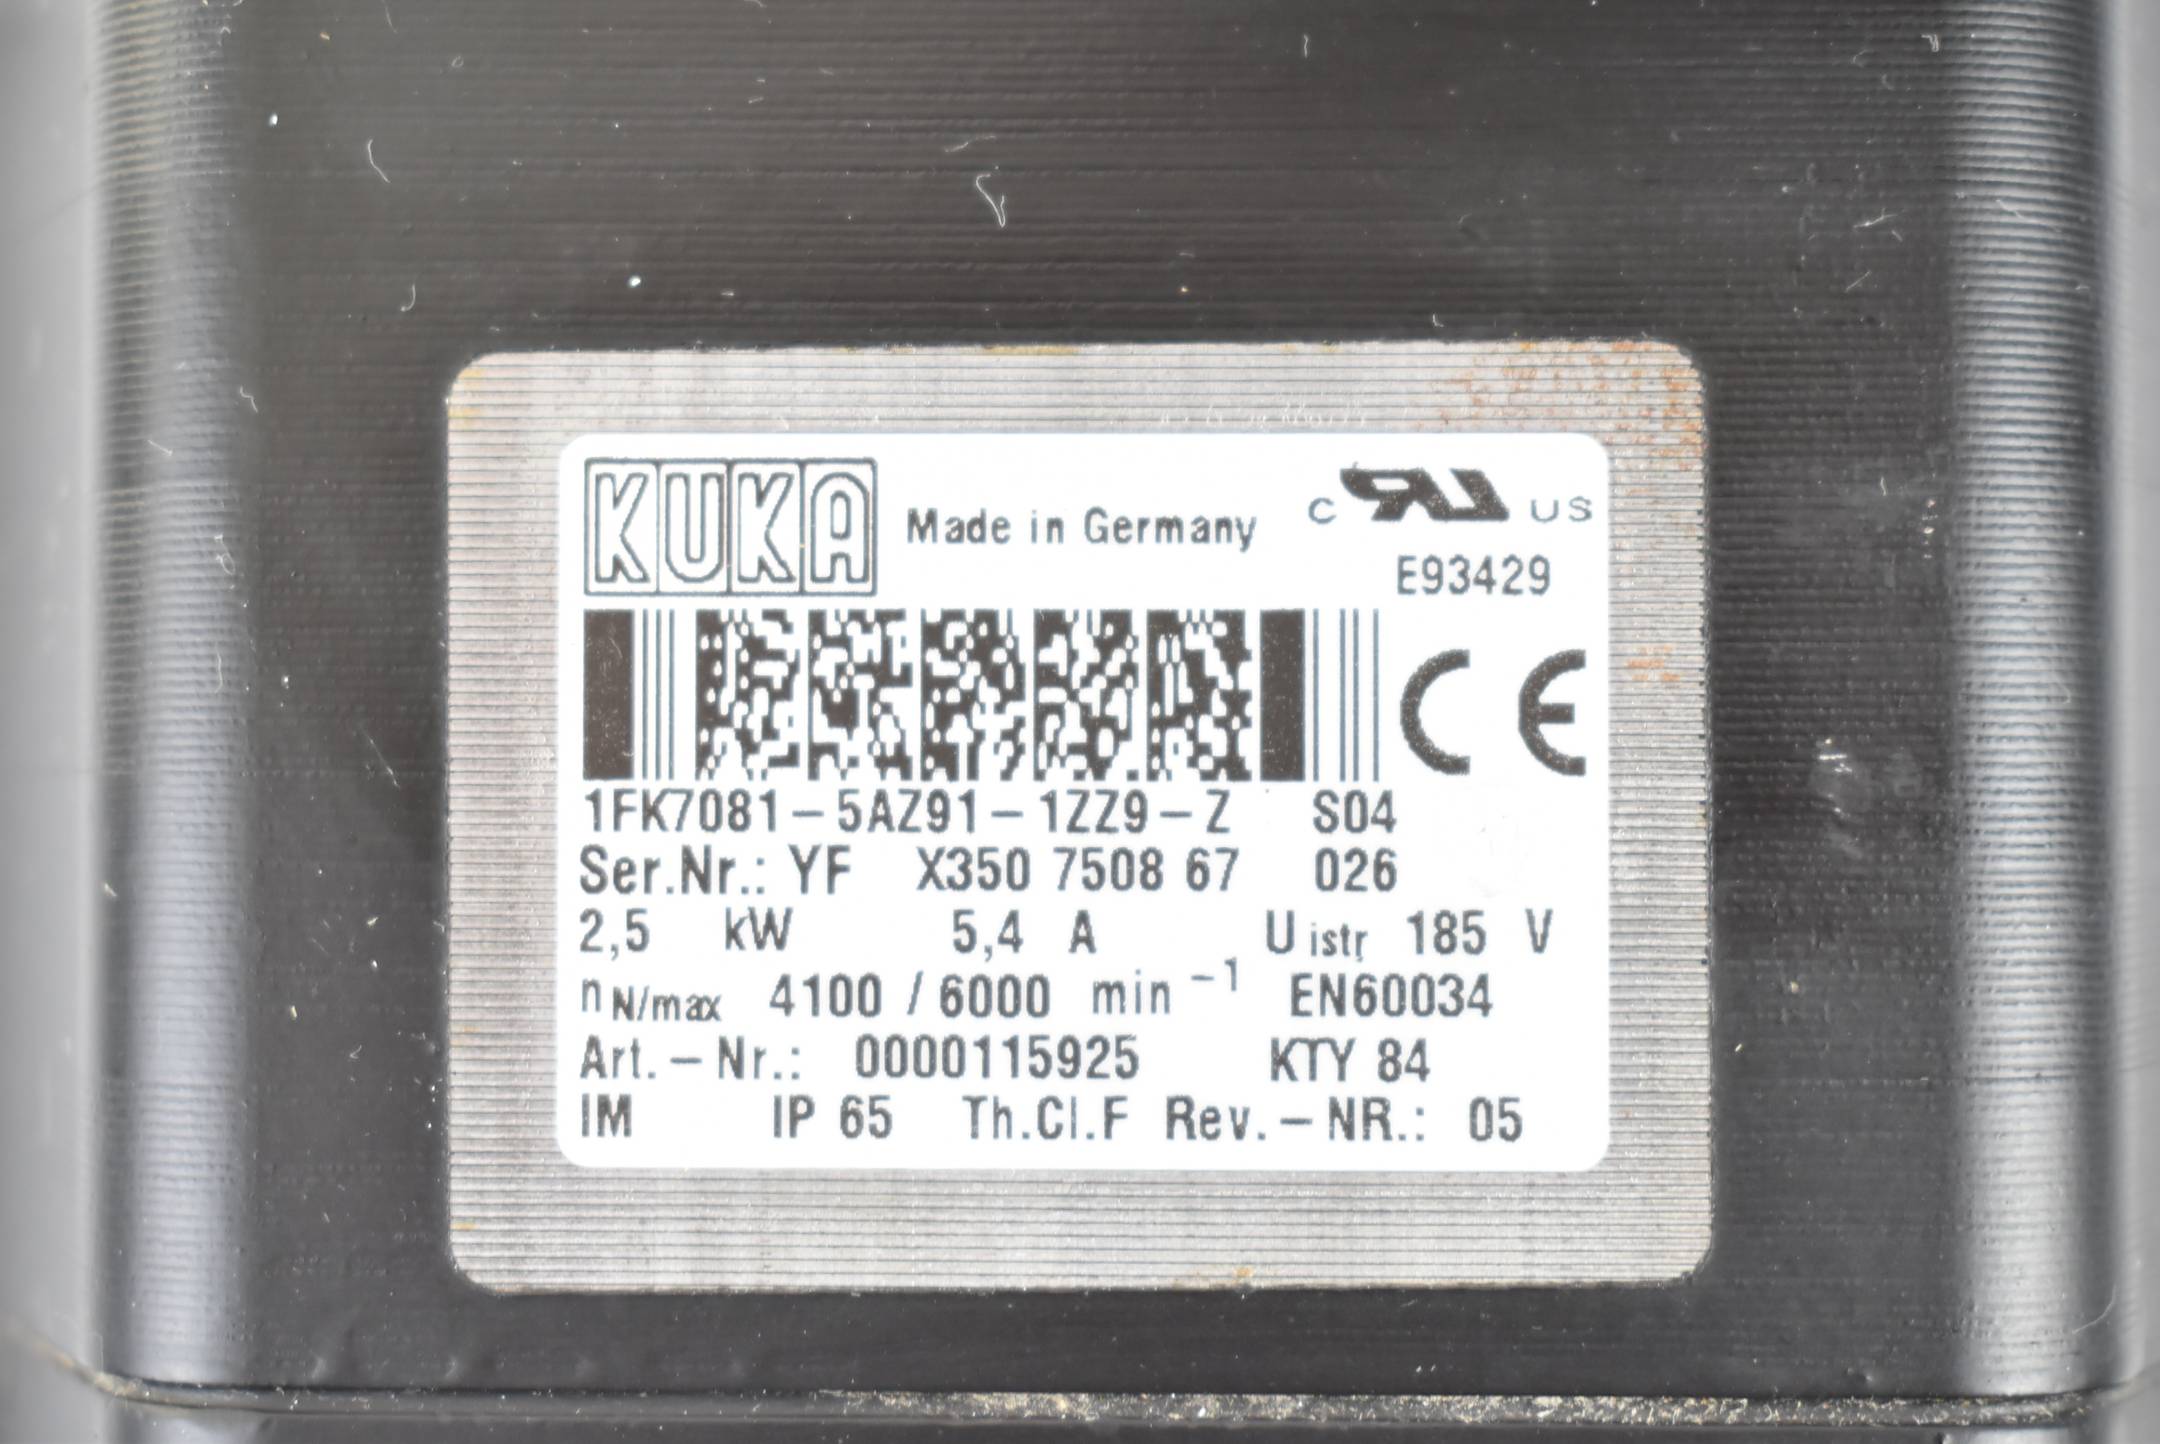 KUKA Made in Germany c RU US
E93429
CE
1FK7081-5AZ91-1ZZ9-Z S04
Ser.Nr.: YF X350 7508 67 026
2,5 kW 5,4 A U istr 185 V
n N/max 4100 / 6000 min -1 EN60034
Art.-Nr.: 0000115925 KTY 84
IM IP 65 Th.Cl.F Rev.-NR.: 05